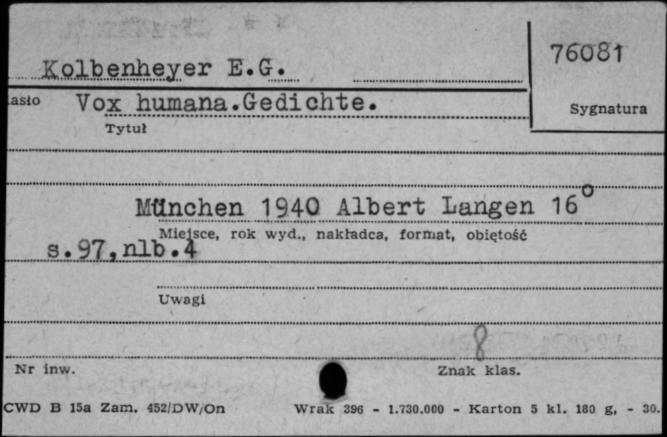 76081
Kolbenheyer E.G.
asło Vox humana.Gedichte.
Sygnatura
Tytuł
München 1940 Albert Langen 16°
Miejsce, rok wyd., nakładca, format, objętość
s.97,nlb.4
Uwagi
8
Nr inw.
Znak klas.
CWD B 15a Zam. 452/DW/On Wrak 396 - 1.730.000 - Karton 5 kl. 180 g, - 30.